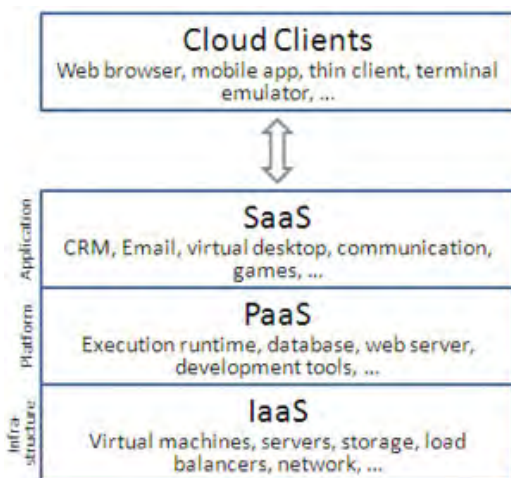 Cloud Clients
Web browser, mobile app, thin client, terminal
emulator, ...
Application
SaaS
CRM, Email, virtual desktop, communication,
games, ...
Platform
PaaS
Execution runtime, database, web server,
development tools, ...
Infra-
structure
IaaS
Virtual machines, servers, storage, load
balancers, network, ...